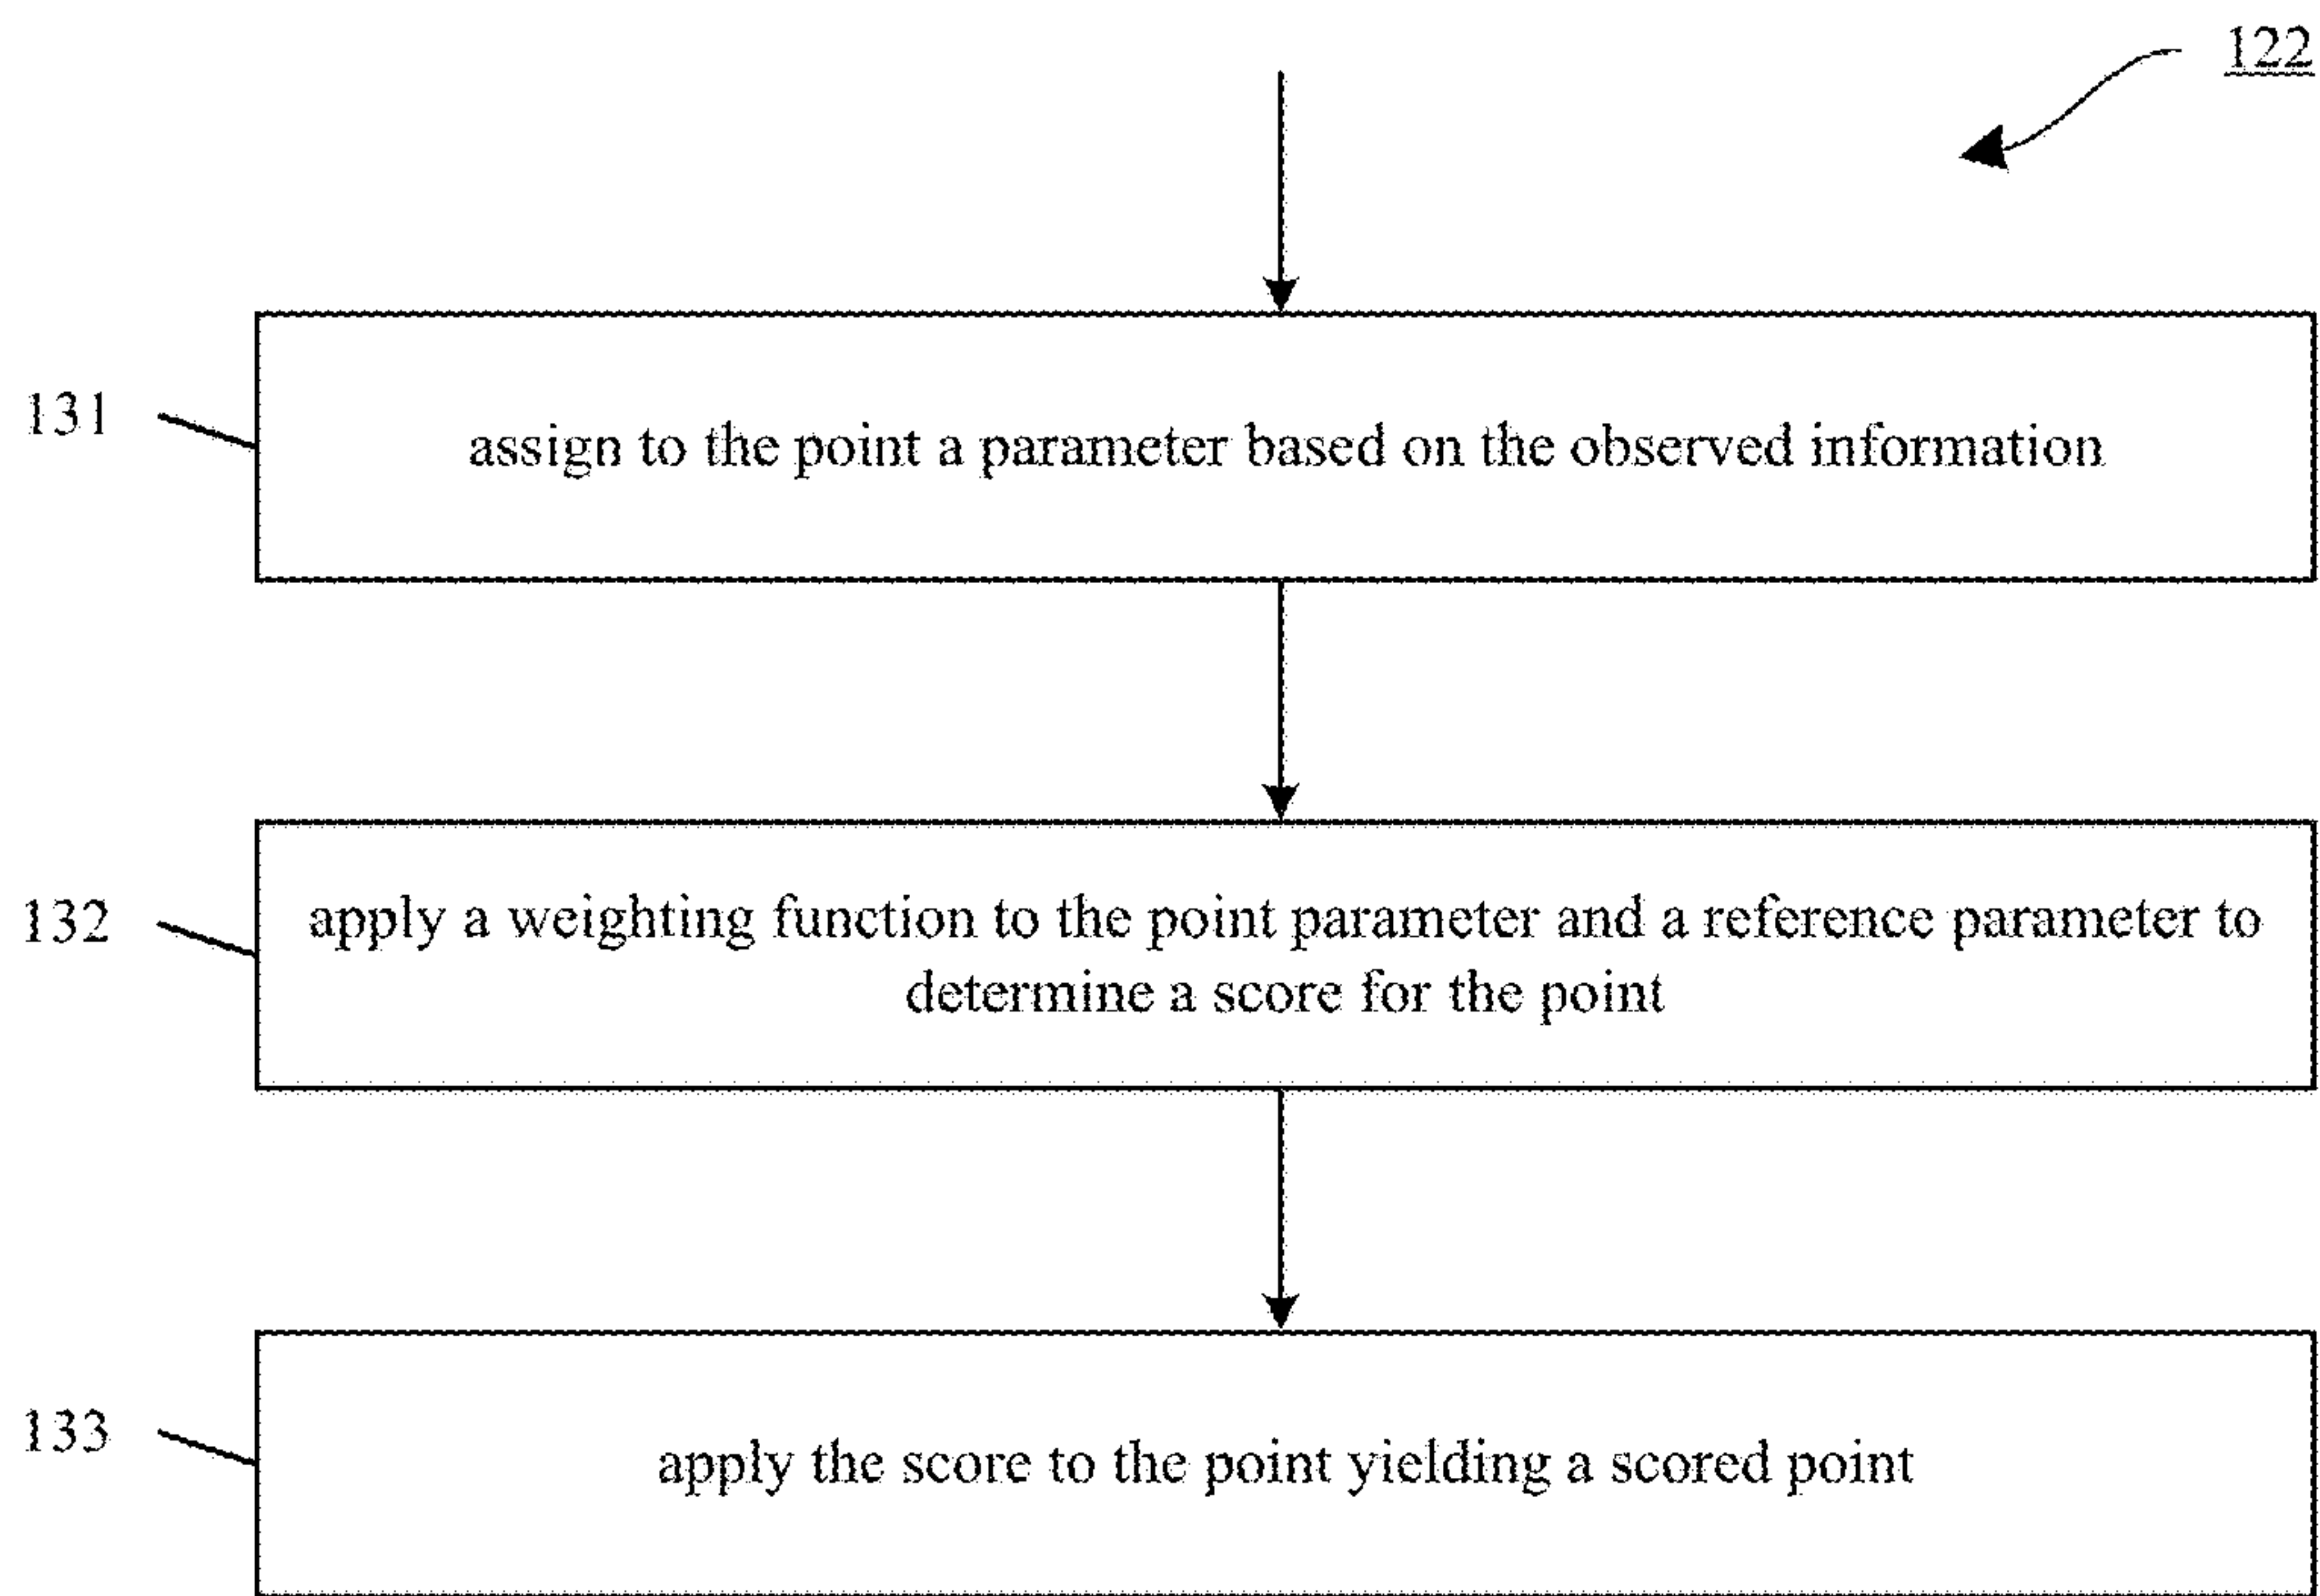 122
131
assign to the point a parameter based on the observed information
132
apply a weighting function to the point parameter and a reference parameter to
determine a score for the point
133
apply the score to the point yielding a scored point